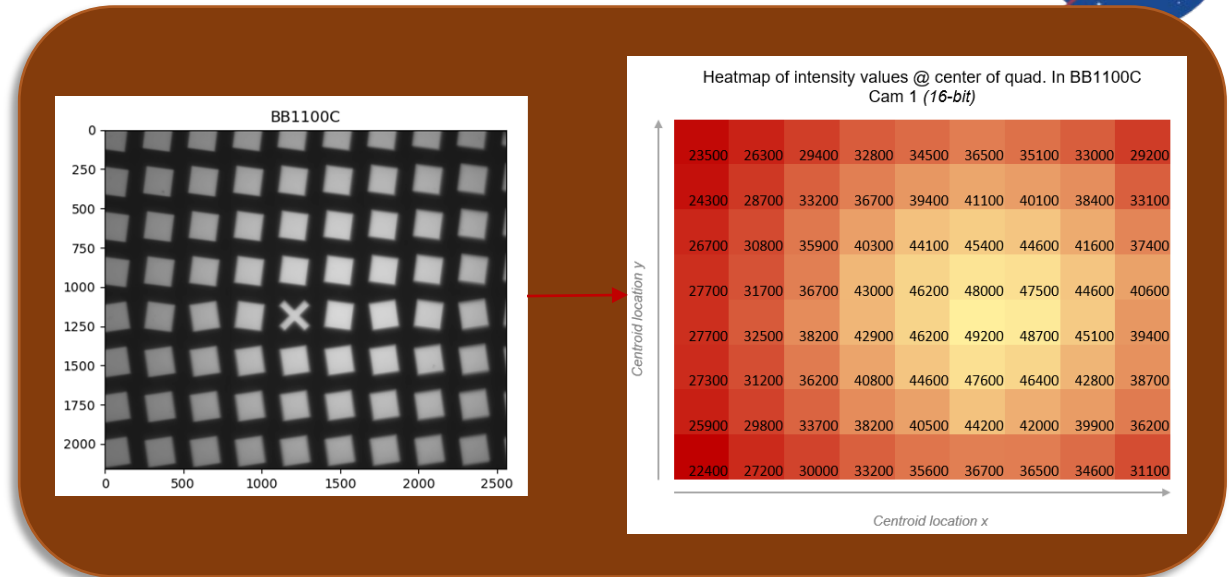 BB1100C
0
250
500
750
1000
1250
1500
1750
2000
0 500 1000 1500 2000 2500
Heatmap of intensity values @ center of quad. In BB1100C
Cam 1 (16-bit)
Centroid location y
23500 26300 29400 32800 34500 36500 35100 33000 29200
24300 28700 33200 36700 39400 41100 40100 38400 33100
26700 30800 35900 40300 44100 45400 44600 41600 37400
27700 31700 36700 43000 46200 48000 47500 44600 40600
27700 32500 38200 42900 46200 49200 48700 45100 39400
27300 31200 36200 40800 44600 47600 46400 42800 38700
25900 29800 33700 38200 40500 44200 42000 39900 36200
22400 27200 30000 33200 35600 36700 36500 34600 31100
Centroid location x